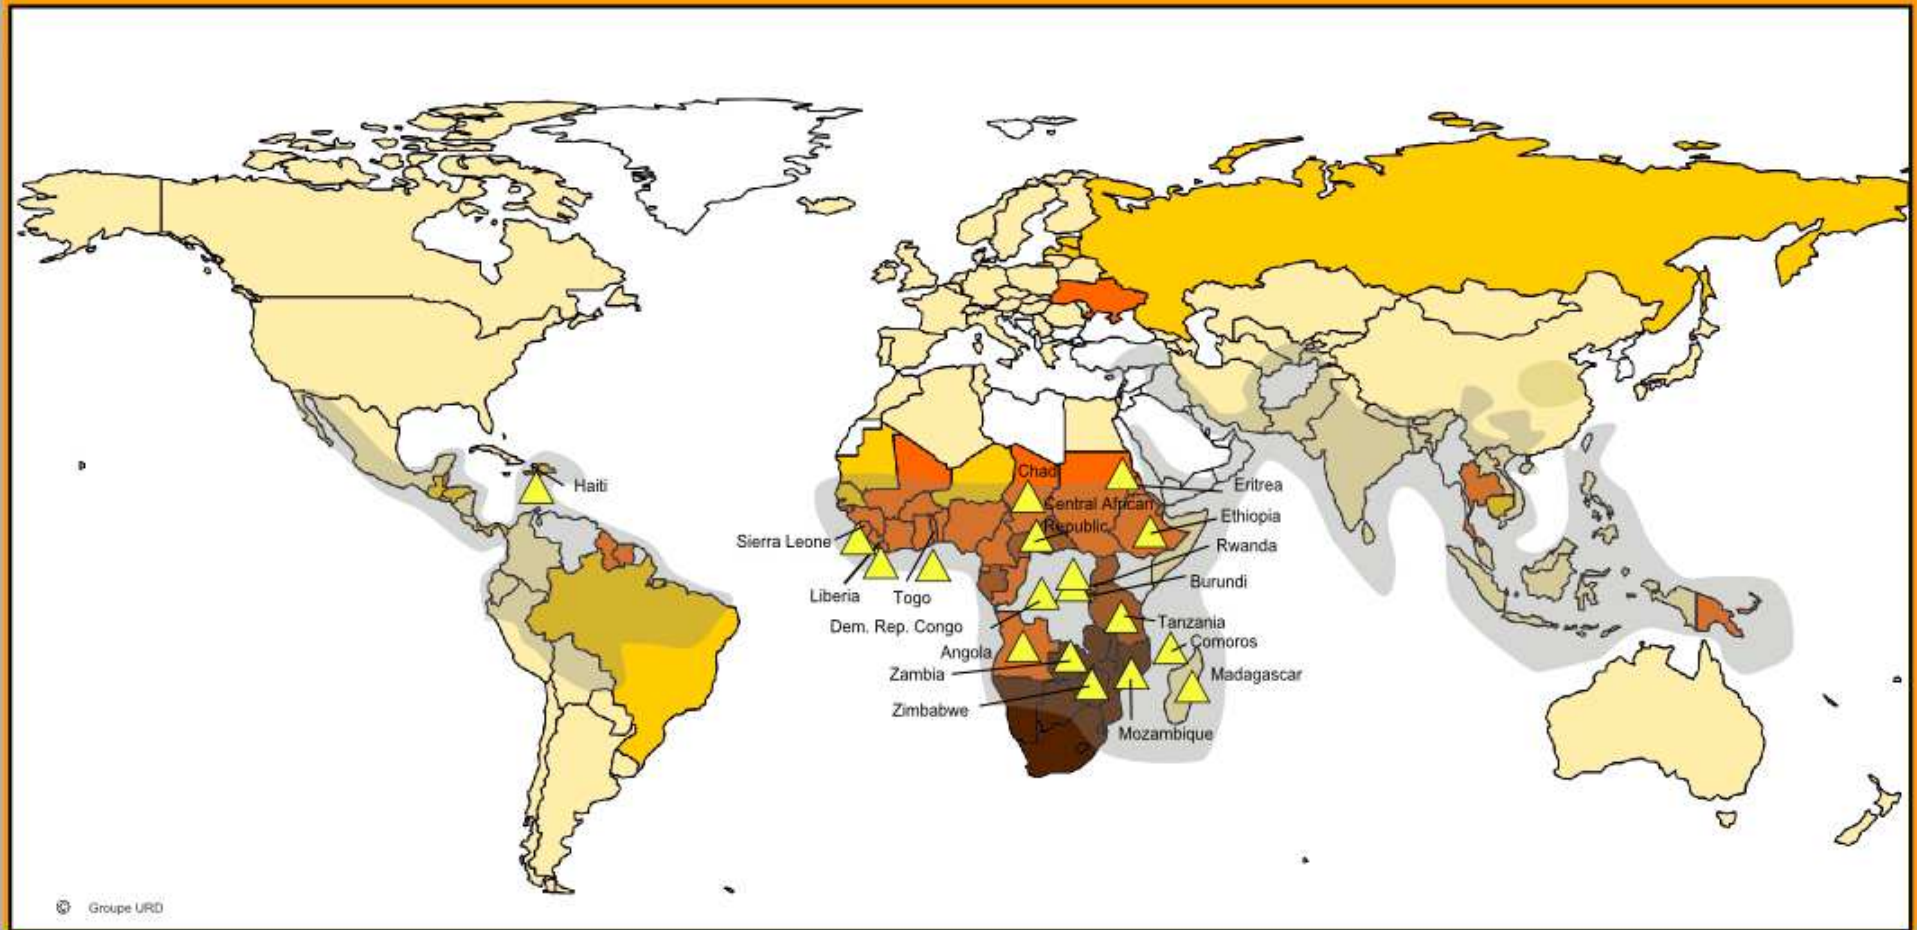 Haiti
Chad
Eritrea
Central African
Republic
Ethiopia
Sierra Leone
Rwanda
Burundi
Liberia
Togo
Dem. Rep. Congo
Tanzania
Comoros
Angola
Zambia
Madagascar
Zimbabwe
Mozambique
© Groupe URD